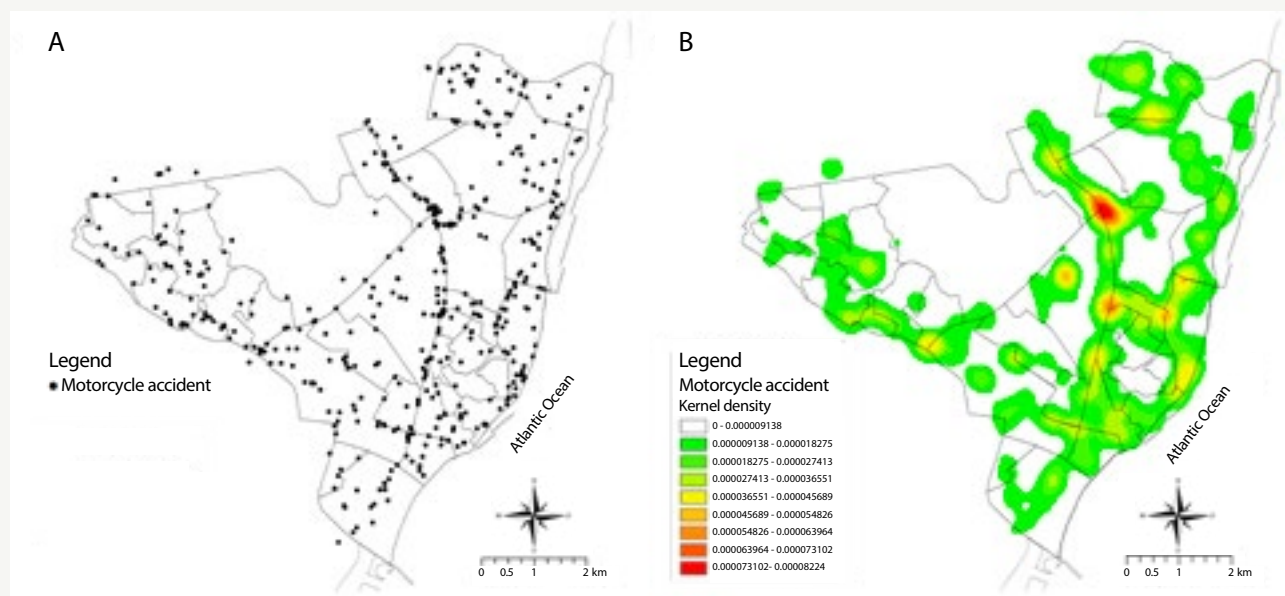 A
Legend
Motorcycle accident
Atlantic Ocean
0 0.5 1 2 km
B
Legend
Motorcycle accident
Kernel density
0 - 0.000009138
0.000009138 - 0.000018275
0.000018275 - 0.000027413
0.000027413 - 0.000036551
0.000036551 - 0.000045689
0.000045689 - 0.000054826
0.000054826 - 0.000063964
0.000063964 - 0.000073102
0.000073102- 0.00008224
Atlantic Ocean
0 0.5 1 2 km